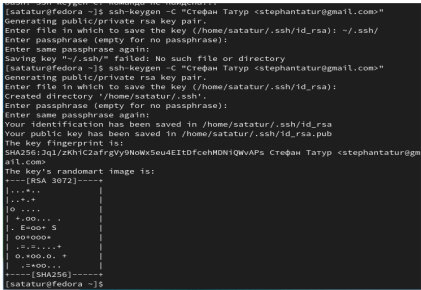 [satatur@fedora ~]$ ssh-keygen -C "Стефан Татур <stephantatur@gmail.com>"
Generating public/private rsa key pair.
Enter file in which to save the key (/home/satatur/.ssh/id_rsa): ~/.ssh/
Enter passphrase (empty for no passphrase):
Enter same passphrase again:
Saving key "~/.ssh/" failed: No such file or directory
[satatur@fedora ~]$ ssh-keygen -C "Стефан Татур <stephantatur@gmail.com>"
Generating public/private rsa key pair.
Enter file in which to save the key (/home/satatur/.ssh/id_rsa):
Created directory '/home/satatur/.ssh'.
Enter passphrase (empty for no passphrase):
Enter same passphrase again:
Your identification has been saved in /home/satatur/.ssh/id_rsa
Your public key has been saved in /home/satatur/.ssh/id_rsa.pub
The key fingerprint is:
Стефан Татур <stephantatur@gm
ail.com>
The key's randomart image is:
+---[RSA 3072]----+
|...*..           |
|..+.+            |
|o ....           |
| +.oo... .       |
|. E=oo+ S        |
| oo+ooo*         |
| .=.=....+       |
| o.*oo.o. +      |
|  .=*oo...       |
+----[SHA256]-----+
[satatur@fedora ~]$